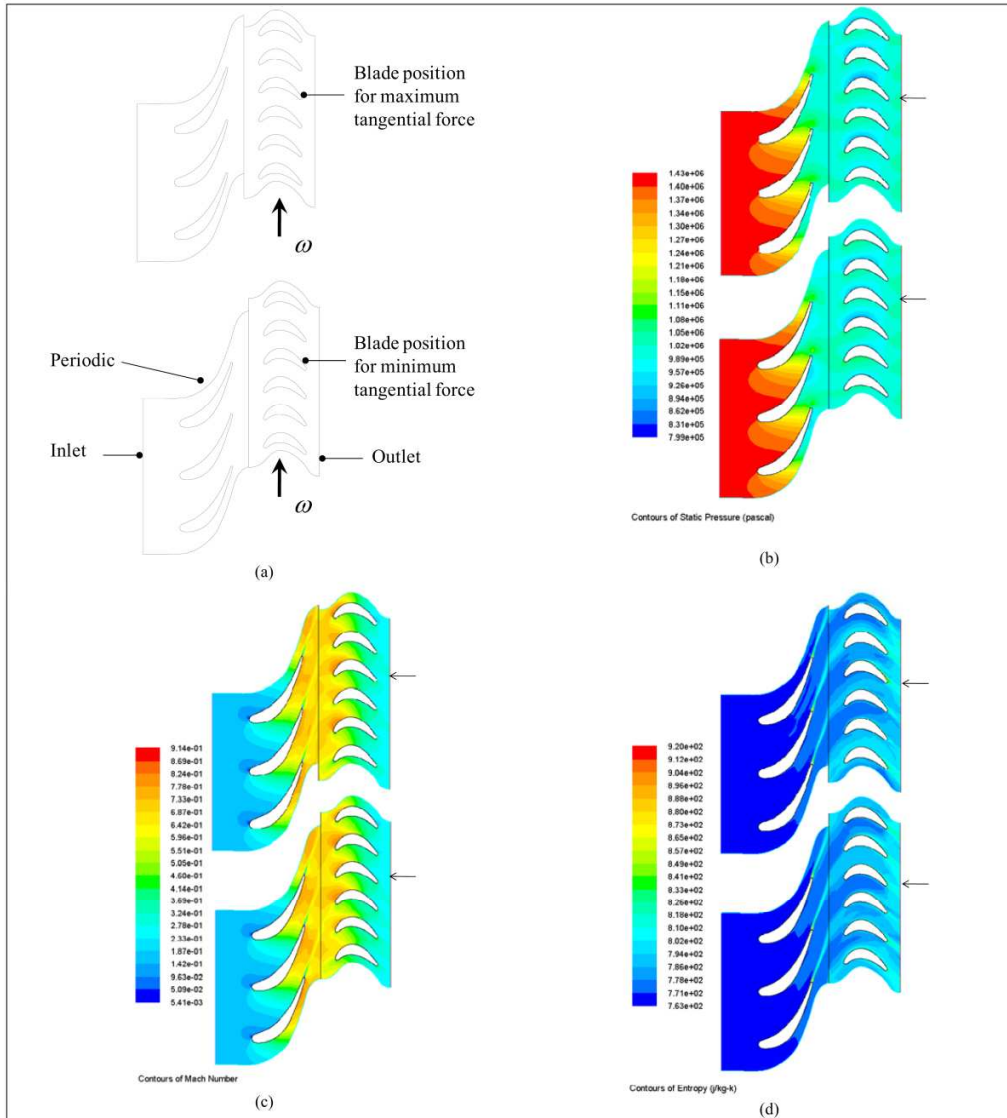 Blade position
for maximum
tangential force
ω
Periodic
Inlet
Blade position
for minimum
tangential force
Outlet
ω
(a)
1.43e+06
1.40e+06
1.37e+06
1.34e+06
1.30e+06
1.27e+06
1.24e+06
1.21e+06
1.18e+06
1.15e+06
1.11e+06
1.08e+06
1.05e+06
1.02e+06
9.89e+05
9.57e+05
9.26e+05
8.94e+05
8.62e+05
8.31e+05
7.99e+05
Contours of Static Pressure (pascal)
(b)
9.14e-01
8.69e-01
8.24e-01
7.78e-01
7.33e-01
6.87e-01
6.42e-01
5.96e-01
5.51e-01
5.05e-01
4.60e-01
4.14e-01
3.69e-01
3.24e-01
2.78e-01
2.33e-01
1.87e-01
1.42e-01
9.63e-02
5.09e-02
5.41e-03
Contours of Mach Number
(c)
9.20e+02
9.12e+02
9.04e+02
8.96e+02
8.88e+02
8.80e+02
8.73e+02
8.65e+02
8.57e+02
8.49e+02
8.41e+02
8.33e+02
8.26e+02
8.18e+02
8.10e+02
8.02e+02
7.94e+02
7.86e+02
7.78e+02
7.71e+02
7.63e+02
Contours of Entropy (j/kg-k)
(d)